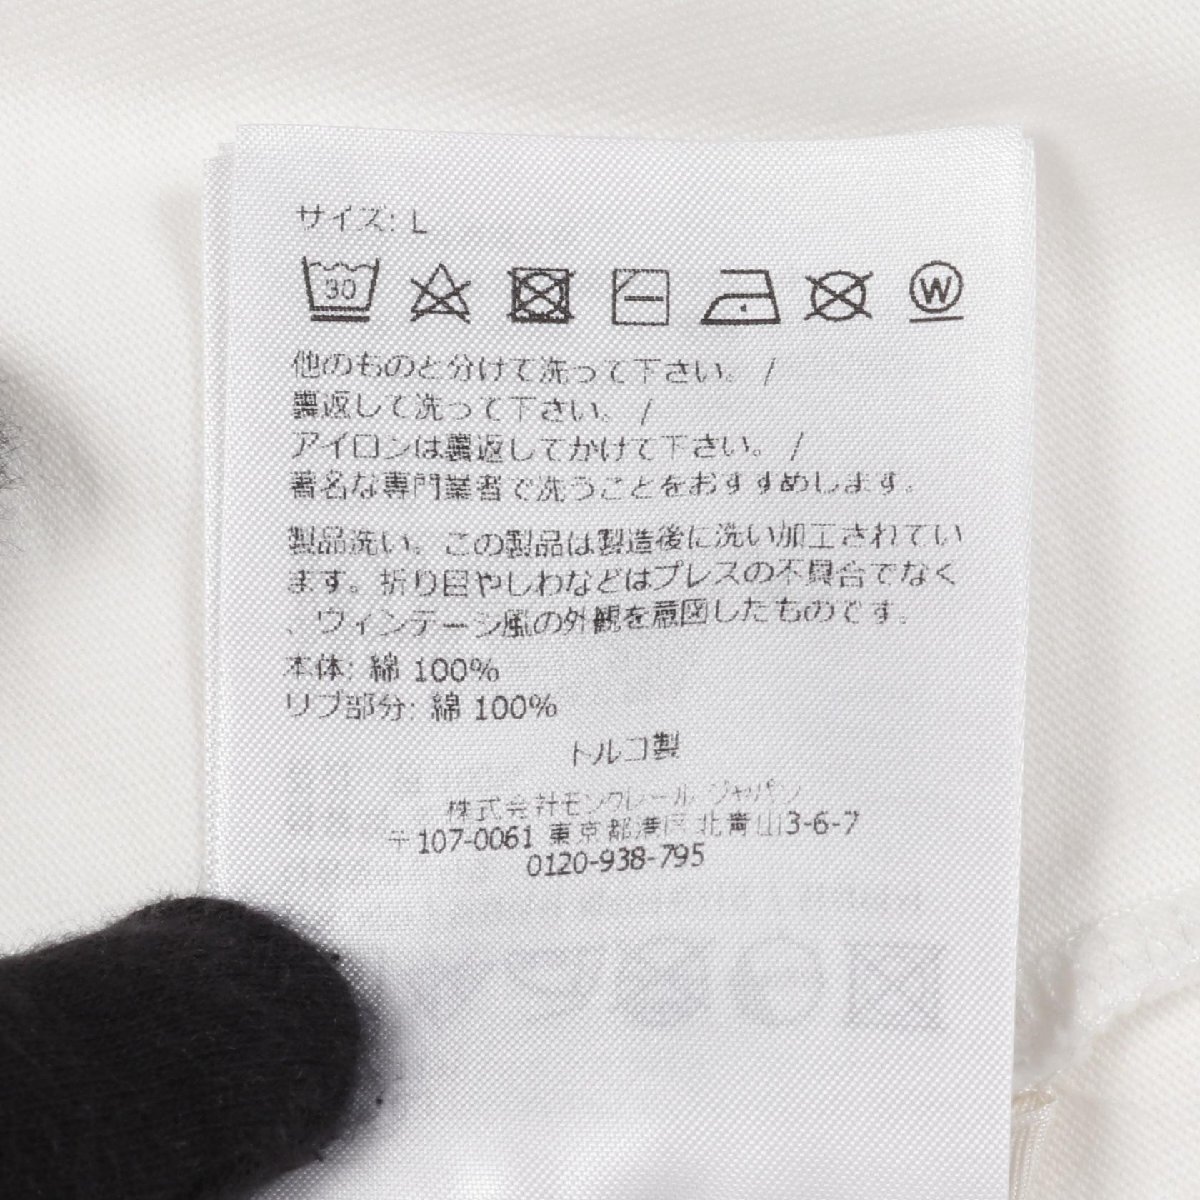 サイズ: L
30
W
他のものと分けて洗って下さい。 /
裏返して洗って下さい。 /
アイロンは裏返してかけて下さい。 /
著名な専門業者で洗うことをおすすめします。
製品洗い。この製品は製造後に洗い加工されてい
ます。折り目やしわなどはプレスの不具合でなく
、ヴィンテージ風の外観を意図したものです。
本体: 綿 100%
リブ部分: 綿 100%
トルコ製
株式会社モンクレール ジャパン
〒107-0061 東京都港区北青山3-6-7
0120-938-795